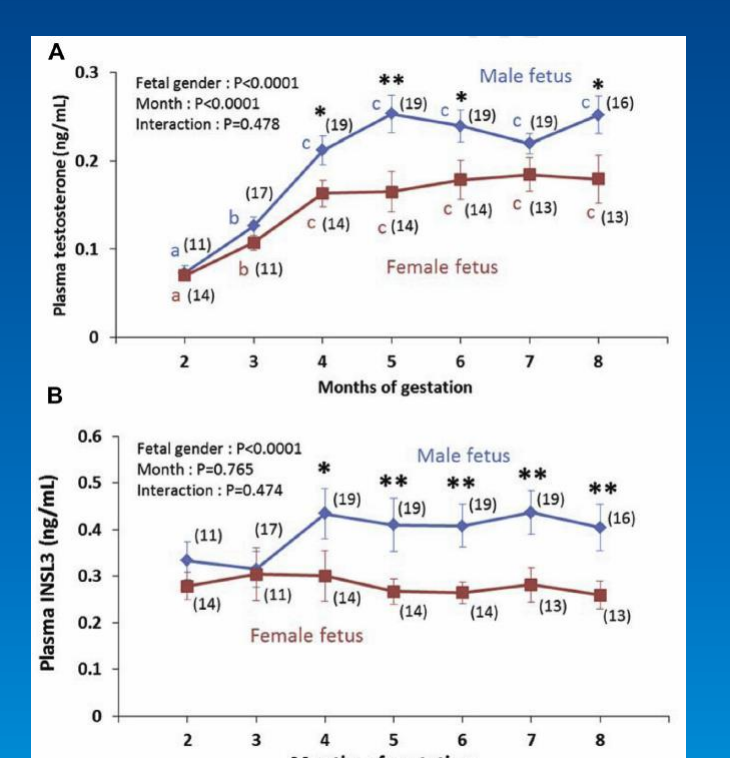 A
Fetal gender : P<0.0001
Month : P<0.0001
Interaction : P=0.478
Male fetus
Plasma testosterone (ng/mL)
0.3
0.2
0.1
0
* ** * *
c (19) c (19) c (19) c (19) c (16)
b (17)
a (11)
a (14) b (11) c (14) c (14) c (14) c (13) c (13)
Female fetus
2 3 4 5 6 7 8
Months of gestation
B
Fetal gender : P<0.0001
Month : P=0.765
Interaction : P=0.474
Male fetus
Plasma INSL3 (ng/mL)
0.6
0.5
0.4
0.3
0.2
0.1
0
* ** ** ** **
(11) (17) (19) (19) (19) (19) (16)
(14) (11) (14) (14) (14) (13) (13)
Female fetus
2 3 4 5 6 7 8